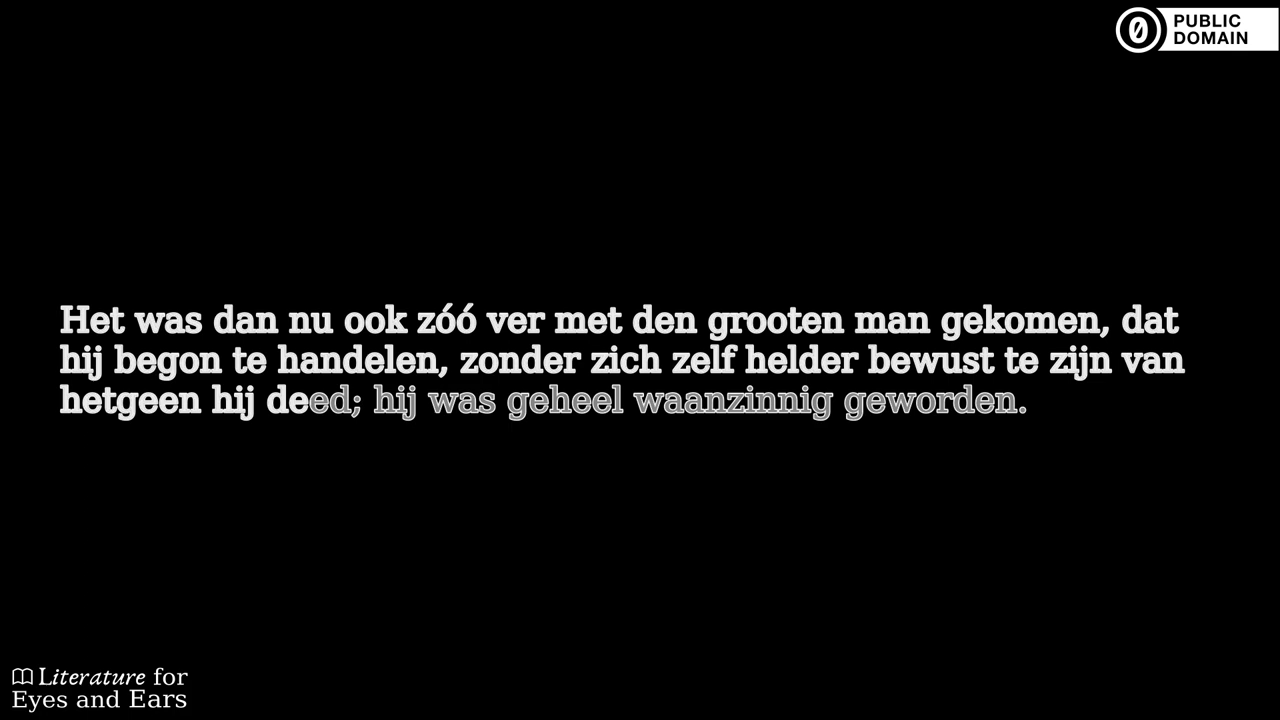 PUBLIC
DOMAIN
Het was dan nu ook zóó ver met den grooten man gekomen, dat
hij begon te handelen, zonder zich zelf helder bewust te zijn van
hetgeen hij deed; hij was geheel waanzinnig geworden.
Literature for
Eyes and Ears